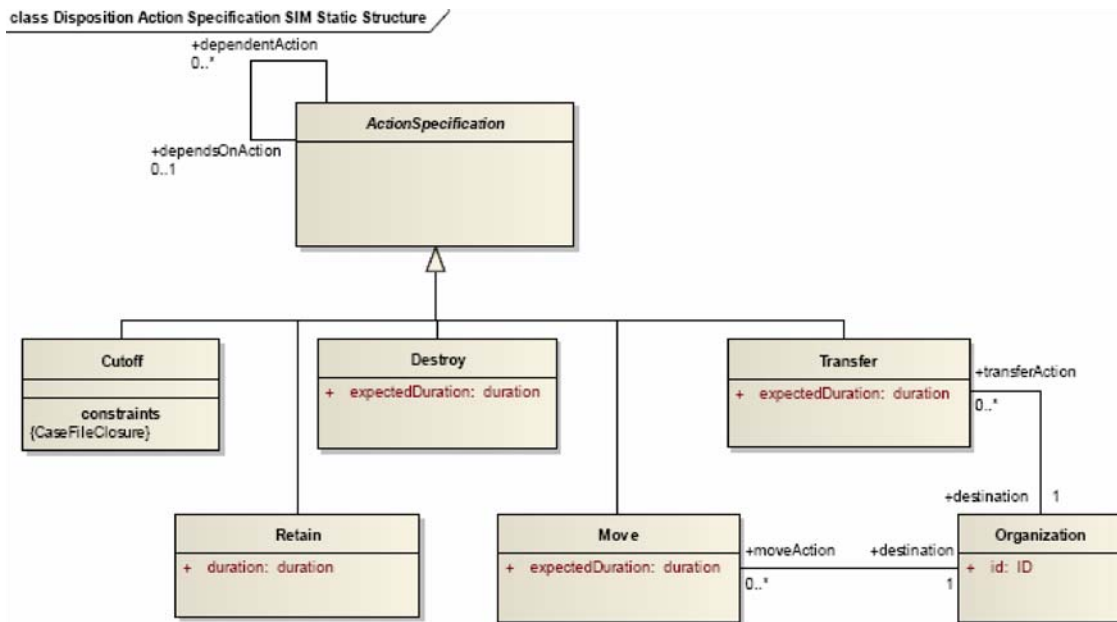 class Disposition Action Specification SIM Static Structure
+dependentAction
0..*
ActionSpecification
+dependsOnAction
0..1
Cutoff
constraints
{CaseFileClosure}
Destroy
+ expectedDuration: duration
Transfer
+ expectedDuration: duration
+transferAction
0..*
+destination 1
Retain
+ duration: duration
Move
+ expectedDuration: duration
+moveAction
0..*
+destination
1
Organization
+ id: ID